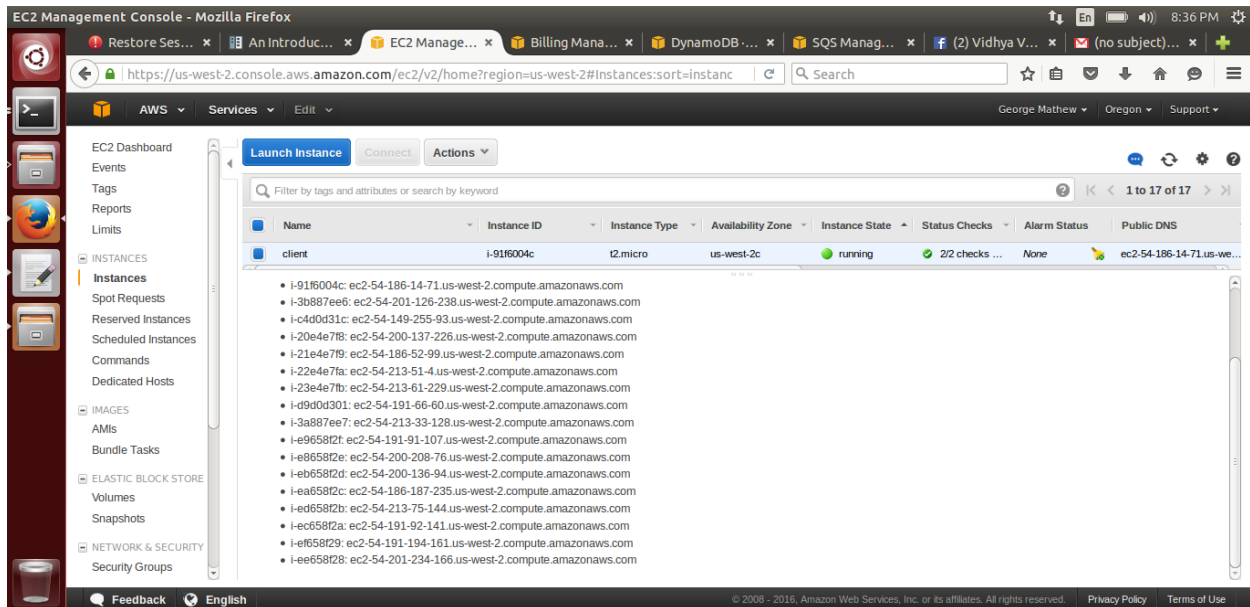 EC2 Management Console - Mozilla Firefox En 8:36 PM
Restore Ses... × An Introduc... × EC2 Manage... × Billing Mana... × DynamoDB ·... × SQS Manag... × (2) Vidhya V... × (no subject)... ×
https://us-west-2.console.aws.amazon.com/ec2/v2/home?region=us-west-2#Instances:sort=instanc Search
AWS Services Edit George Mathew Oregon Support
EC2 Dashboard
Events
Tags
Reports
Limits
INSTANCES
Instances
Spot Requests
Reserved Instances
Scheduled Instances
Commands
Dedicated Hosts
IMAGES
AMIs
Bundle Tasks
ELASTIC BLOCK STORE
Volumes
Snapshots
NETWORK & SECURITY
Security Groups
Launch Instance Connect Actions
Filter by tags and attributes or search by keyword 1 to 17 of 17
Name Instance ID Instance Type Availability Zone Instance State Status Checks Alarm Status Public DNS
client i-91f6004c t2.micro us-west-2c running 2/2 checks ... None ec2-54-186-14-71.us-we...
• i-91f6004c: ec2-54-186-14-71.us-west-2.compute.amazonaws.com
• i-3b887ee6: ec2-54-201-126-238.us-west-2.compute.amazonaws.com
• i-c4d0d31c: ec2-54-149-255-93.us-west-2.compute.amazonaws.com
• i-20e4e7f8: ec2-54-200-137-226.us-west-2.compute.amazonaws.com
• i-21e4e7f9: ec2-54-186-52-99.us-west-2.compute.amazonaws.com
• i-22e4e7fa: ec2-54-213-51-4.us-west-2.compute.amazonaws.com
• i-23e4e7fb: ec2-54-213-61-229.us-west-2.compute.amazonaws.com
• i-d9d0d301: ec2-54-191-66-60.us-west-2.compute.amazonaws.com
• i-3a887ee7: ec2-54-213-33-128.us-west-2.compute.amazonaws.com
• i-e9658f2f: ec2-54-191-91-107.us-west-2.compute.amazonaws.com
• i-e8658f2e: ec2-54-200-208-76.us-west-2.compute.amazonaws.com
• i-eb658f2d: ec2-54-200-136-94.us-west-2.compute.amazonaws.com
• i-ea658f2c: ec2-54-186-187-235.us-west-2.compute.amazonaws.com
• i-ed658f2b: ec2-54-213-75-144.us-west-2.compute.amazonaws.com
• i-ec658f2a: ec2-54-191-92-141.us-west-2.compute.amazonaws.com
• i-ef658f29: ec2-54-191-194-161.us-west-2.compute.amazonaws.com
• i-ee658f28: ec2-54-201-234-166.us-west-2.compute.amazonaws.com
Feedback English © 2008 - 2016, Amazon Web Services, Inc. or its affiliates. All rights reserved. Privacy Policy Terms of Use